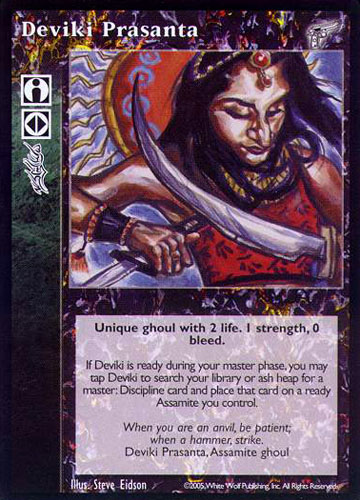 Deviki Prasanta
Unique ghoul with 2 life. 1 strength, 0
bleed.
If Deviki is ready during your master phase, you may
tap Deviki to search your library or ash heap for a
master: Discipline card and place that card on a ready
Assamite you control.
When you are an anvil, be patient;
when a hammer, strike.
Deviki Prasanta, Assamite ghoul
Illus: Steve Eidson
©2005, White Wolf Publishing, Inc. All Rights Reserved.